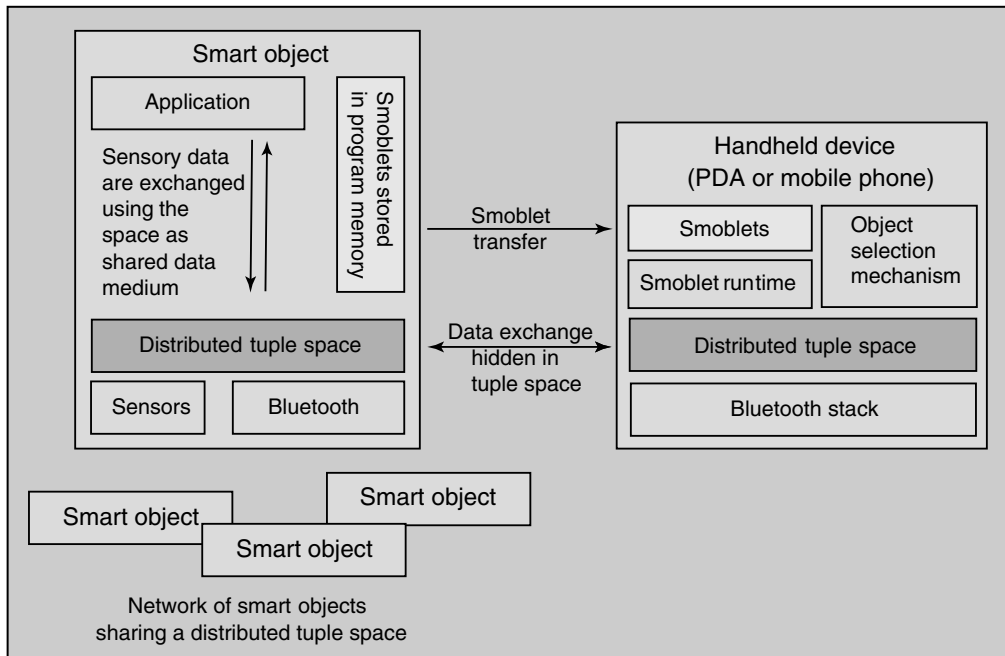 Smart object
Application
Smoblets stored
in program memory
Sensory data
are exchanged
using the
space as
shared data
medium
Distributed tuple space
Sensors
Bluetooth
Smoblet
transfer
Data exchange
hidden in
tuple space
Handheld device
(PDA or mobile phone)
Smoblets
Smoblet runtime
Object
selection
mechanism
Distributed tuple space
Bluetooth stack
Smart object
Smart object
Smart object
Network of smart objects
sharing a distributed tuple space